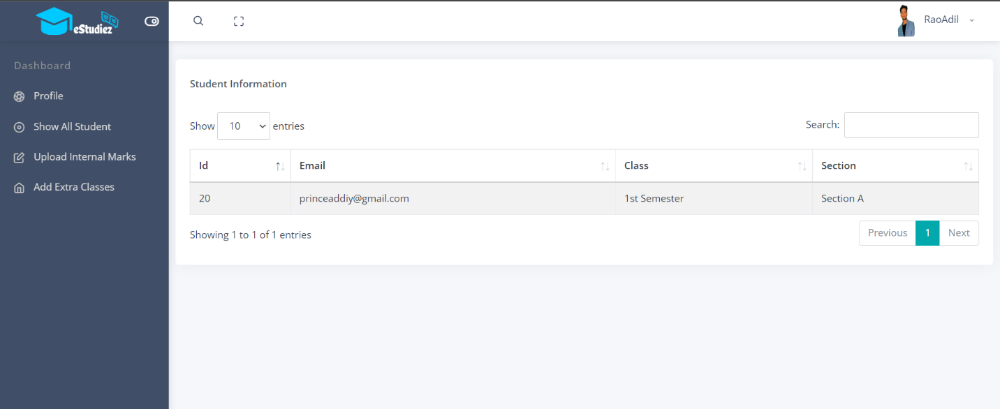 eStudiez
RaoAdil
Dashboard
Profile
Show All Student
Upload Internal Marks
Add Extra Classes
Student Information
Show 10 entries
Search:
Id Email Class Section
20 princeaddiy@gmail.com 1st Semester Section A
Showing 1 to 1 of 1 entries
Previous 1 Next